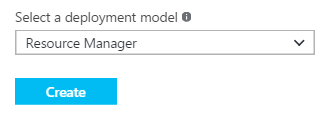 Select a deployment model
Resource Manager
Create